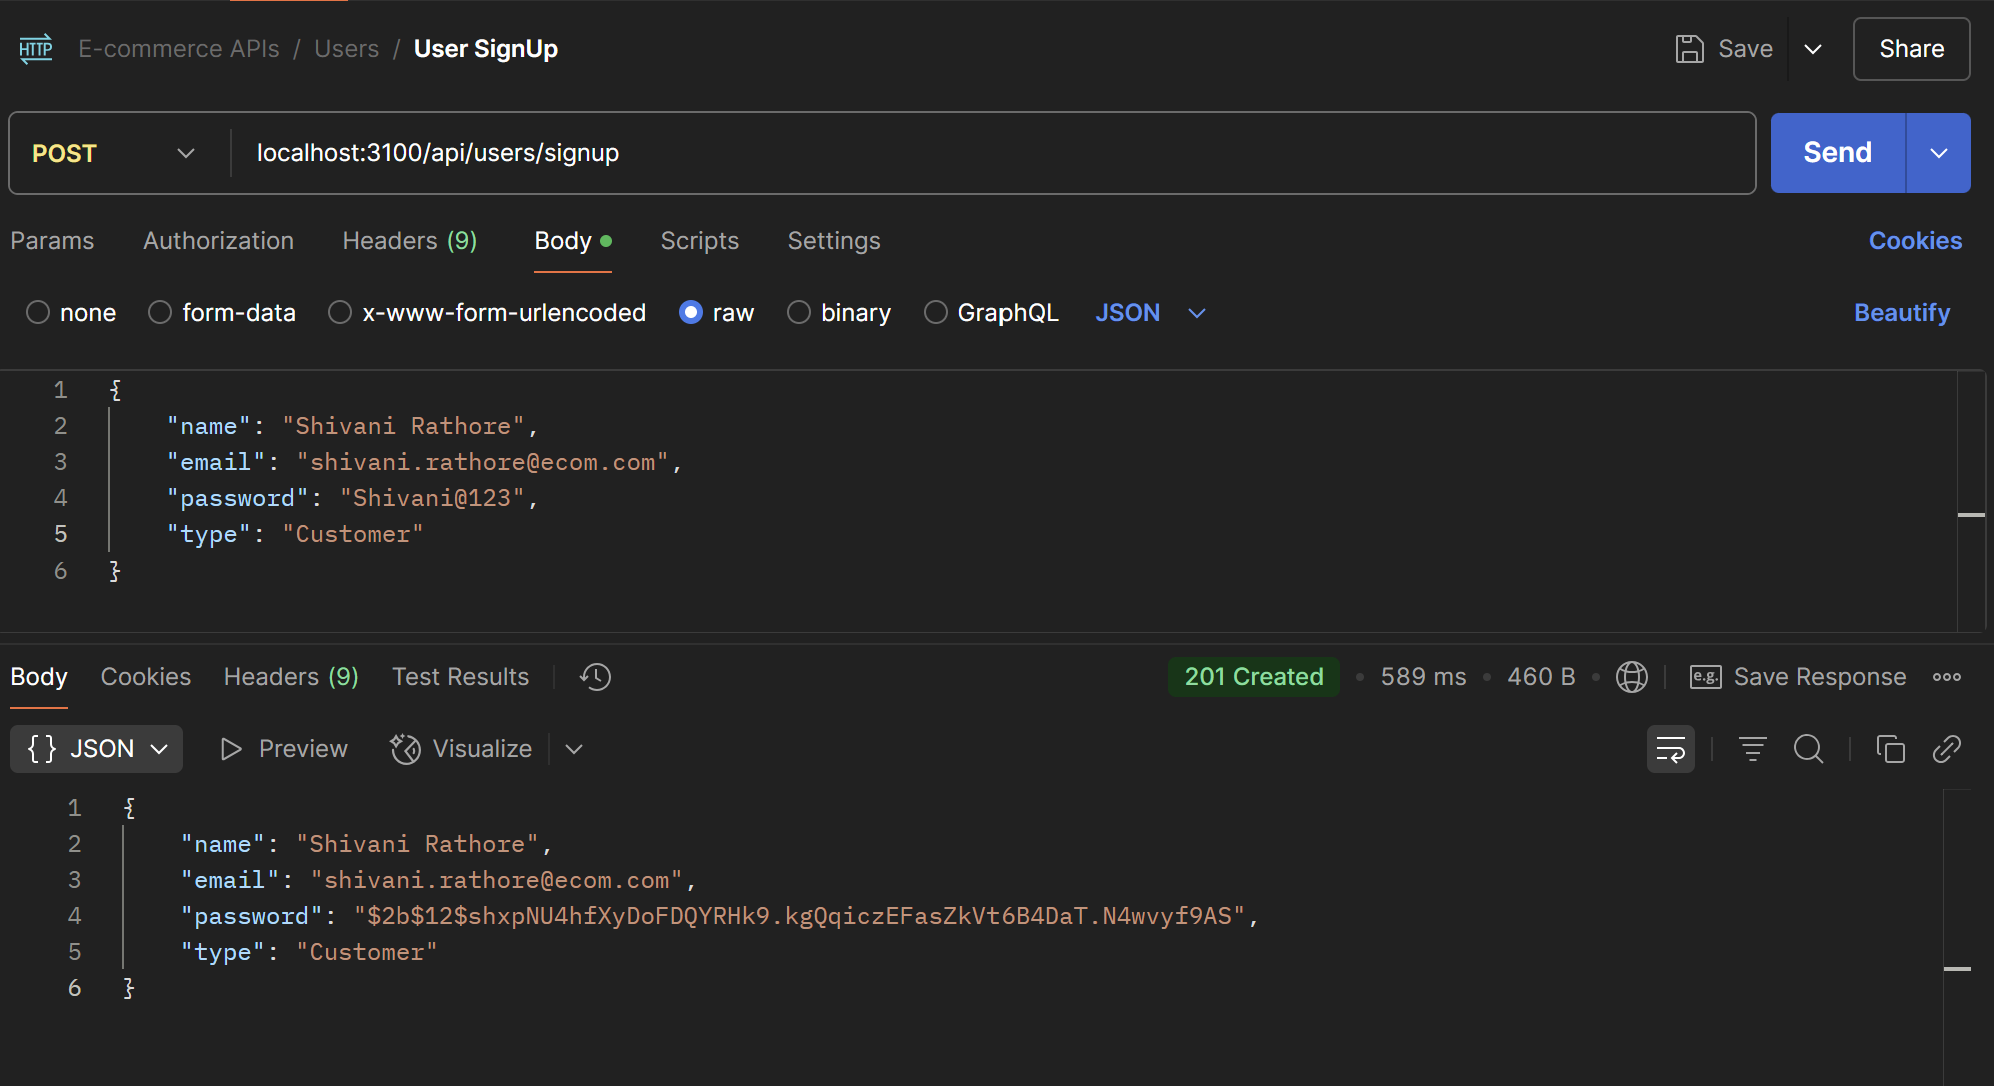 HTTP E-commerce APIs / Users / User SignUp Save Share
POST localhost:3100/api/users/signup Send
Params Authorization Headers (9) Body Scripts Settings Cookies
none form-data x-www-form-urlencoded raw binary GraphQL JSON Beautify
1 {
2 "name": "Shivani Rathore",
3 "email": "shivani.rathore@ecom.com",
4 "password": "Shivani@123",
5 "type": "Customer"
6 }
Body Cookies Headers (9) Test Results 201 Created • 589 ms • 460 B • e.g. Save Response
{} JSON Preview Visualize
1 {
2 "name": "Shivani Rathore",
3 "email": "shivani.rathore@ecom.com",
4 "password": "$2b$12$shxpNU4hfXyDoFDQYRHk9.kgQqiczEFasZkVt6B4DaT.N4wvyf9AS",
5 "type": "Customer"
6 }